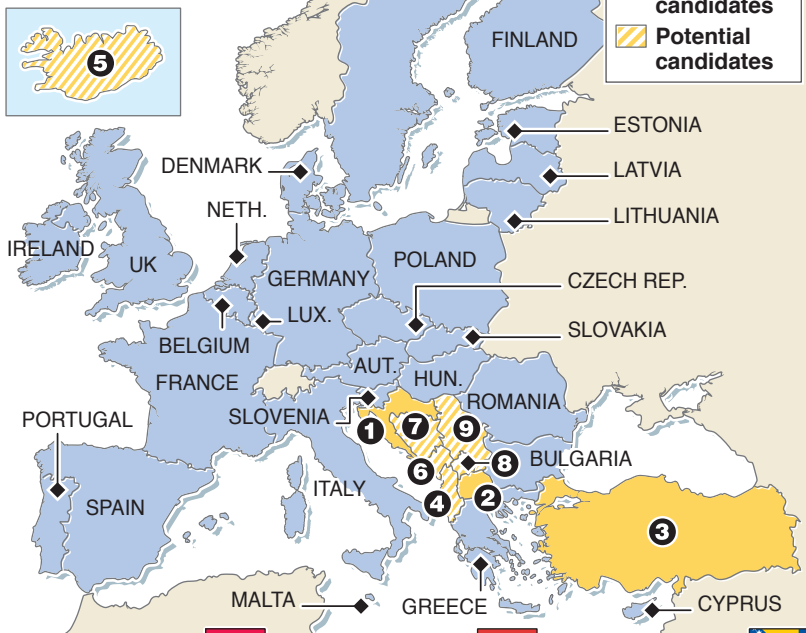 candidates
Potential
candidates
5
FINLAND
ESTONIA
DENMARK
LATVIA
NETH.
LITHUANIA
IRELAND
UK
GERMANY
POLAND
CZECH REP.
LUX.
SLOVAKIA
BELGIUM
AUT.
HUN.
FRANCE
ROMANIA
SLOVENIA
PORTUGAL
1
7
9
BULGARIA
8
6
ITALY
4
2
SPAIN
3
MALTA
GREECE
CYPRUS